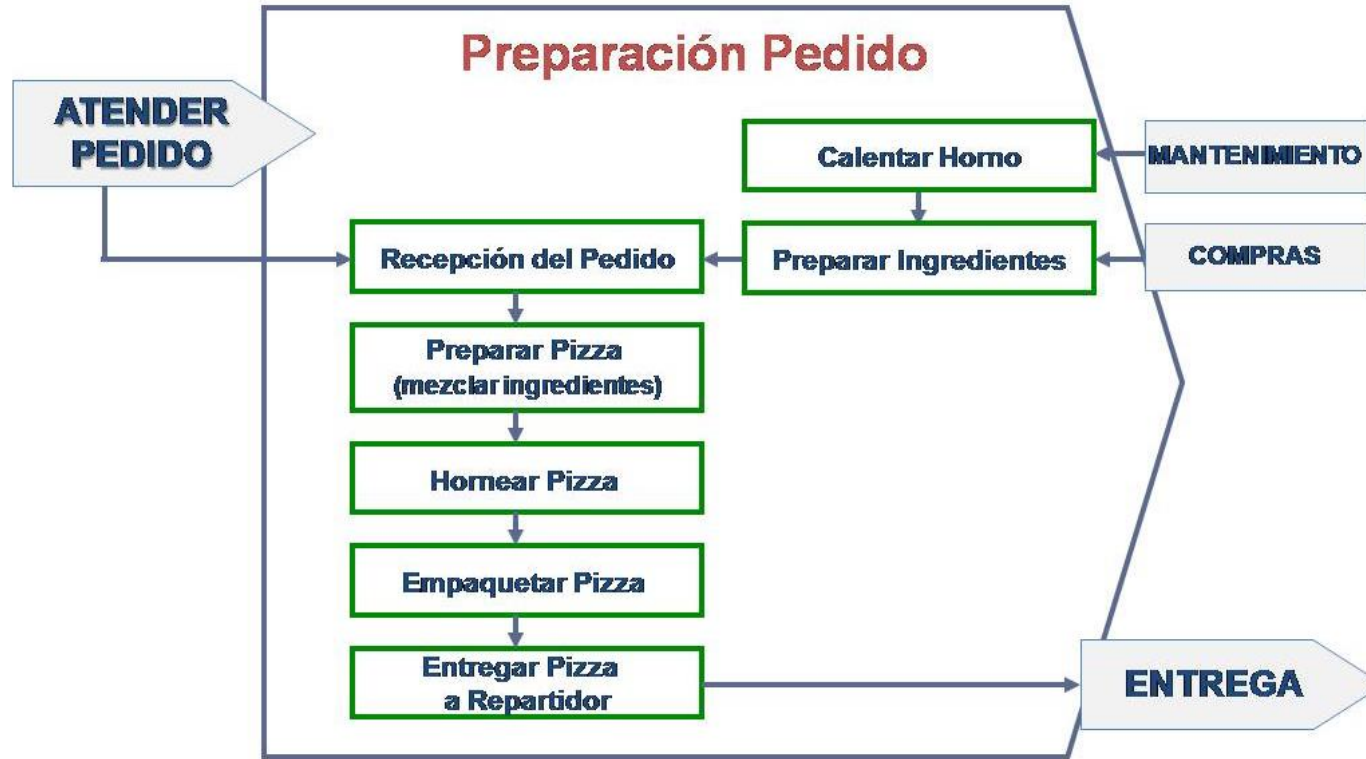 Preparación Pedido
ATENDER
PEDIDO
Calentar Horno
MANTENIMIENTO
Recepción del Pedido
Preparar Ingredientes
COMPRAS
Preparar Pizza
(mezclar ingredientes)
Hornear Pizza
Empaquetar Pizza
Entregar Pizza
a Repartidor
ENTREGA